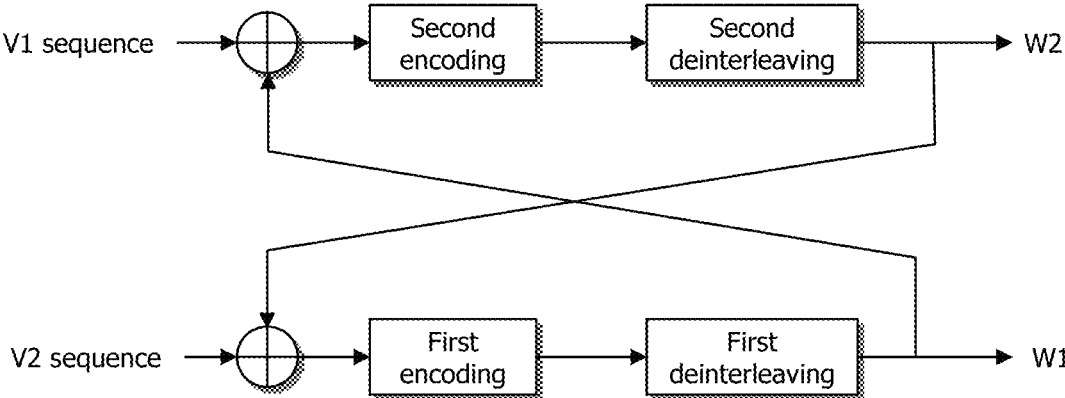 V1 sequence
Second
encoding
Second
deinterleaving
W2
V2 sequence
First
encoding
First
deinterleaving
W1